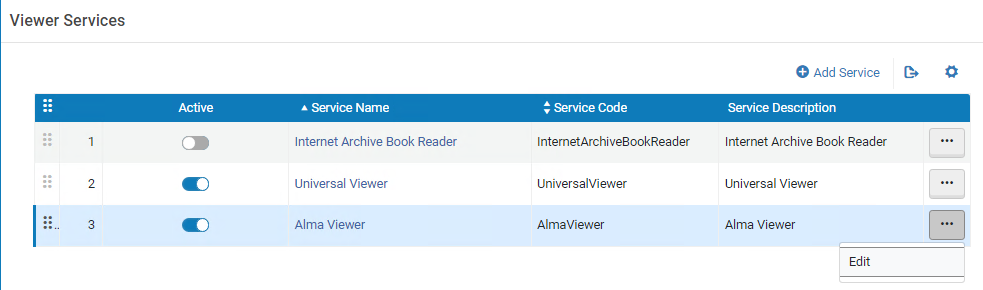 Viewer Services
Add Service
Active Service Name Service Code Service Description
1 Internet Archive Book Reader InternetArchiveBookReader Internet Archive Book Reader
2 Universal Viewer UniversalViewer Universal Viewer
3 Alma Viewer AlmaViewer Alma Viewer
Edit